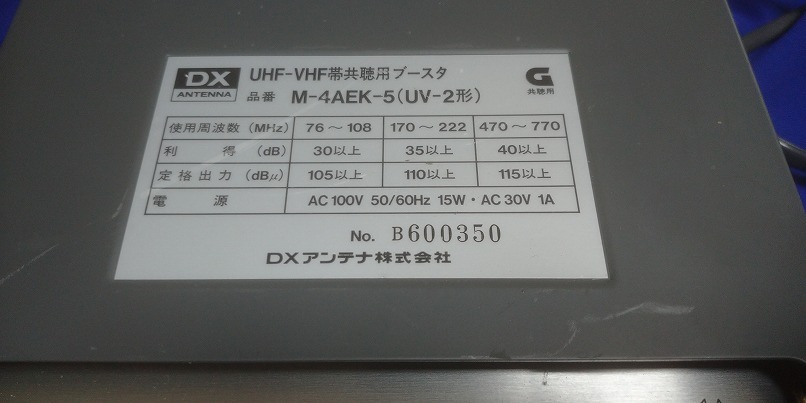 DX
ANTENNA
UHF-VHF帯共聴用ブースタ
品番 M-4AEK-5(UV-2形)
G
共聴用
使用周波数 (MHz) 76~108 170~222 470~770
利得 (dB) 30以上 35以上 40以上
定格出力 (dBμ) 105以上 110以上 115以上
電源 AC100V 50/60Hz 15W・AC30V 1A
No. B600350
DXアンテナ株式会社